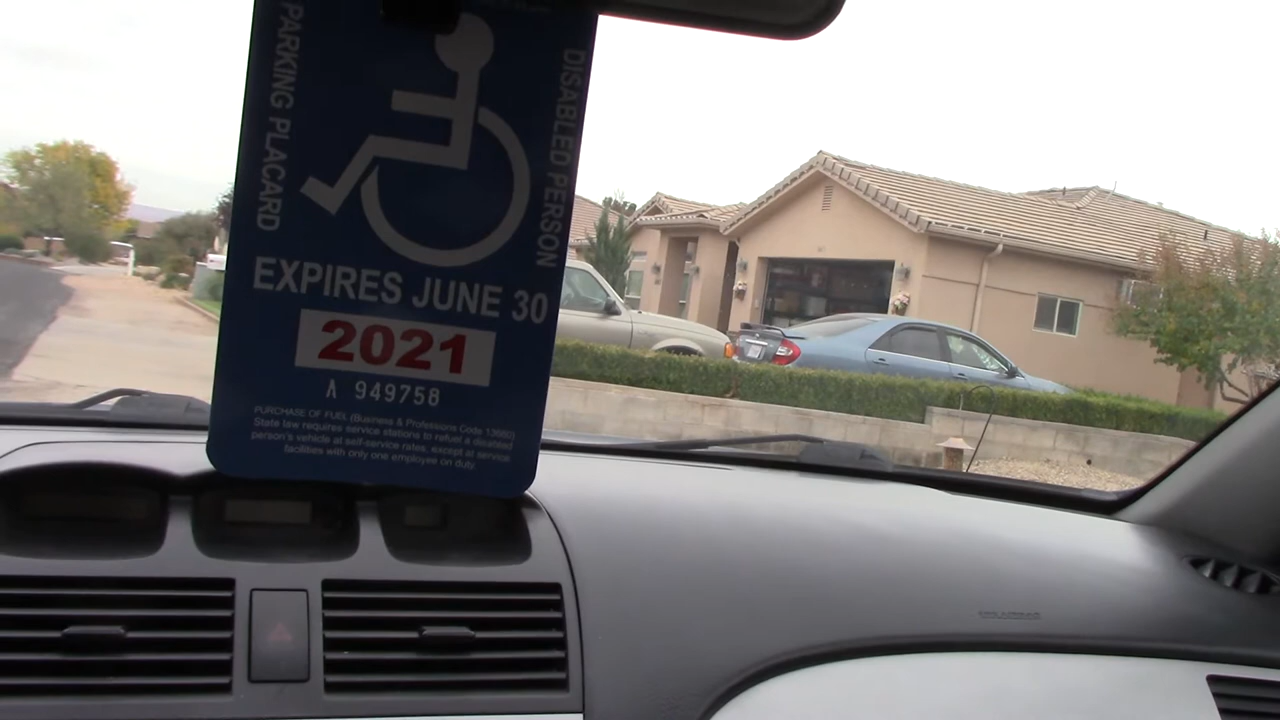 PARKING PLACARD
DISABLED PERSON
EXPIRES JUNE 30
2021
A 949758
PURCHASE OF FUEL (Business & Professions Code 13660)
State law requires service stations to refuel a disabled
person's vehicle at self-service rates, except at service
facilities with only one employee on duty.